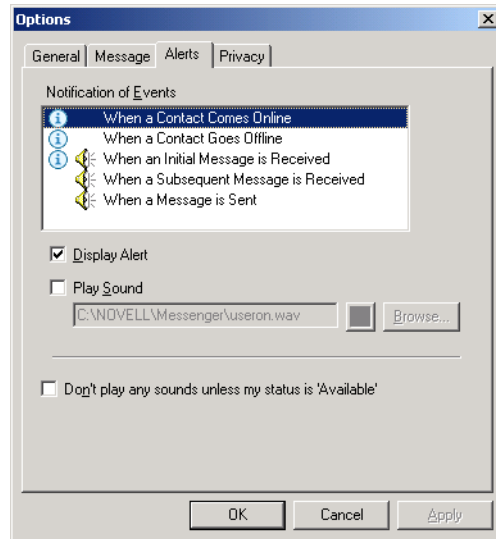 Options
General Message Alerts Privacy
Notification of Events
When a Contact Comes Online
When a Contact Goes Offline
When an Initial Message is Received
When a Subsequent Message is Received
When a Message is Sent
Display Alert
Play Sound
C:\NOVELL\Messenger\useron.wav Browse...
Don't play any sounds unless my status is 'Available'
OK Cancel Apply